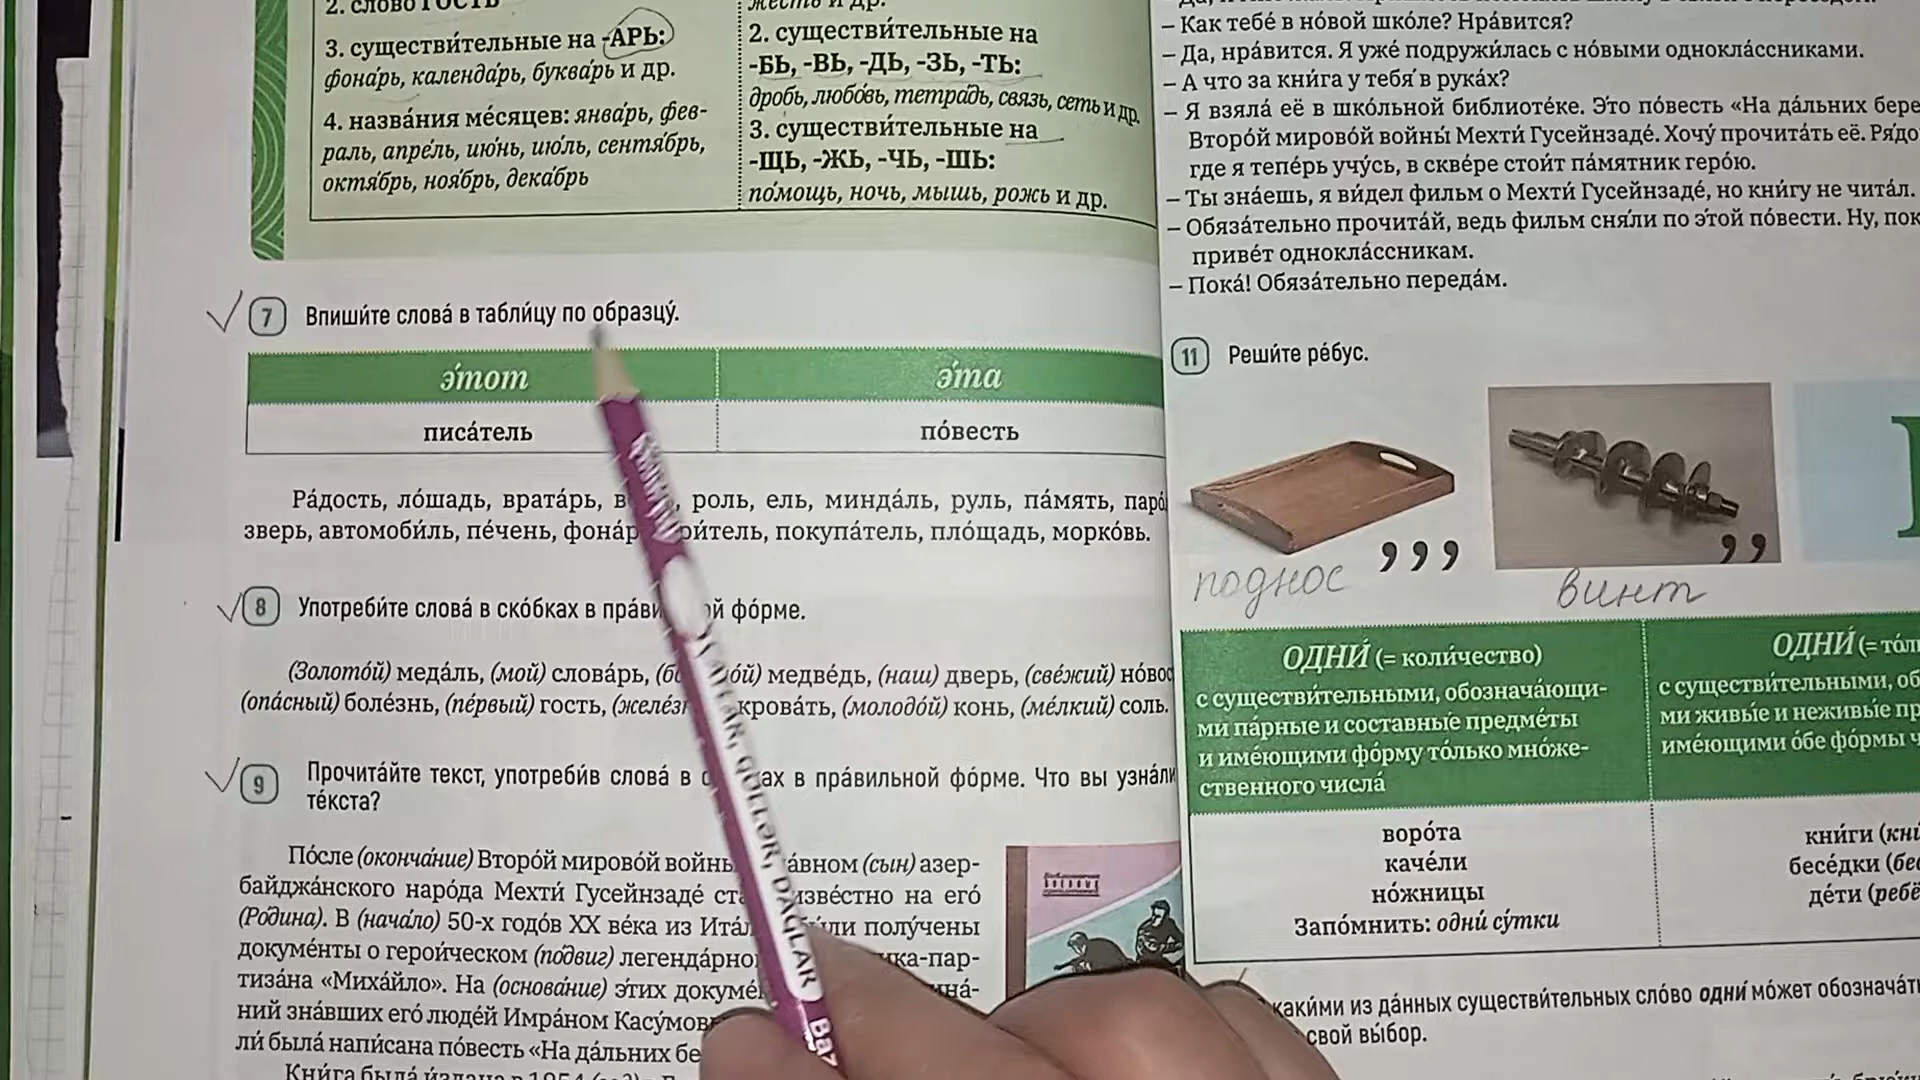 2. слово ГОСТЬ
3. существи́тельные на -АРЬ:
фона́рь, календа́рь, буква́рь и др.
4. назва́ния ме́сяцев: янва́рь, фев-
раль, апре́ль, ию́нь, ию́ль, сентя́брь,
октя́брь, ноя́брь, дека́брь
жесть и др.
2. существи́тельные на
-БЬ, -ВЬ, -ДЬ, -ЗЬ, -ТЬ:
дробь, любо́вь, тетра́дь, связь, сеть и др.
3. существи́тельные на
-ЩЬ, -ЖЬ, -ЧЬ, -ШЬ:
по́мощь, ночь, мышь, рожь и др.
7 Впиши́те слова́ в табли́цу по образцу́.
э́тот э́та
писа́тель по́весть
Ра́дость, ло́шадь, врата́рь, роль, ель, минда́ль, руль, па́мять,
зверь, автомоби́ль, пе́чень, покупа́тель, пло́щадь, морко́вь.
8 Употреби́те слова́ в ско́бках в фо́рме.
(Золото́й) меда́ль, (мой) слова́рь, медве́дь, (наш) дверь, (све́жий)
(опа́сный) боле́знь, (пе́рвый) гость, крова́ть, (молодо́й) конь, (ме́лкий) соль.
9 Прочита́йте текст, употреби́в слова́ в в пра́вильной фо́рме. Что вы узна́ли
те́кста?
По́сле (оконча́ние) Второ́й мирово́й (сын) азер-
байджа́нского наро́да Мехти́ Гусейнзаде́ изве́стно на его́
(Ро́дина). В (нача́ло) 50-х годо́в XX ве́ка из получены
докуме́нты о герои́ческом (по́двиг)
тиза́на «Миха́йло». На (основа́ние) э́тих
ний зна́вших его́ люде́й Имра́ном
ли́ была́ напи́сана по́весть «На да́льних
Кни́га была́ и́здана в 1954
– Как тебе́ в но́вой шко́ле? Нра́вится?
– Да, нра́вится. Я уже́ подружи́лась с но́выми однокла́ссниками.
– А что за кни́га у тебя́ в рука́х?
– Я взяла́ её в шко́льной библиоте́ке. Э́то по́весть «На да́льних
Второ́й мирово́й войны́ Мехти́ Гусейнзаде́. Хочу́ прочита́ть её.
где я тепе́рь учу́сь, в скве́ре стои́т па́мятник геро́ю.
– Ты зна́ешь, я ви́дел фильм о Мехти́ Гусейнзаде́, но кни́гу не чита́л.
– Обяза́тельно прочита́й, ведь фильм сня́ли по э́той по́вести. Ну,
приве́т однокла́ссникам.
– Пока́! Обяза́тельно переда́м.
11 Реши́те ре́бус.
,,, ,,
поднос винт
ОДНИ́ (= коли́чество)
с существи́тельными, обознача́ющи-
ми па́рные и составны́е предме́ты
и име́ющими фо́рму то́лько мно́же-
ственного числа́
ОДНИ́
с существи́тельными,
ми живы́е и неживы́е
име́ющими о́бе фо́рмы
воро́та
каче́ли
но́жницы
Запо́мнить: одни́ су́тки
кни́ги
бесе́дки
де́ти
каки́ми из да́нных существи́тельных сло́во одни́ мо́жет
свой вы́бор.
GÜLLƏR, DAĞLAR